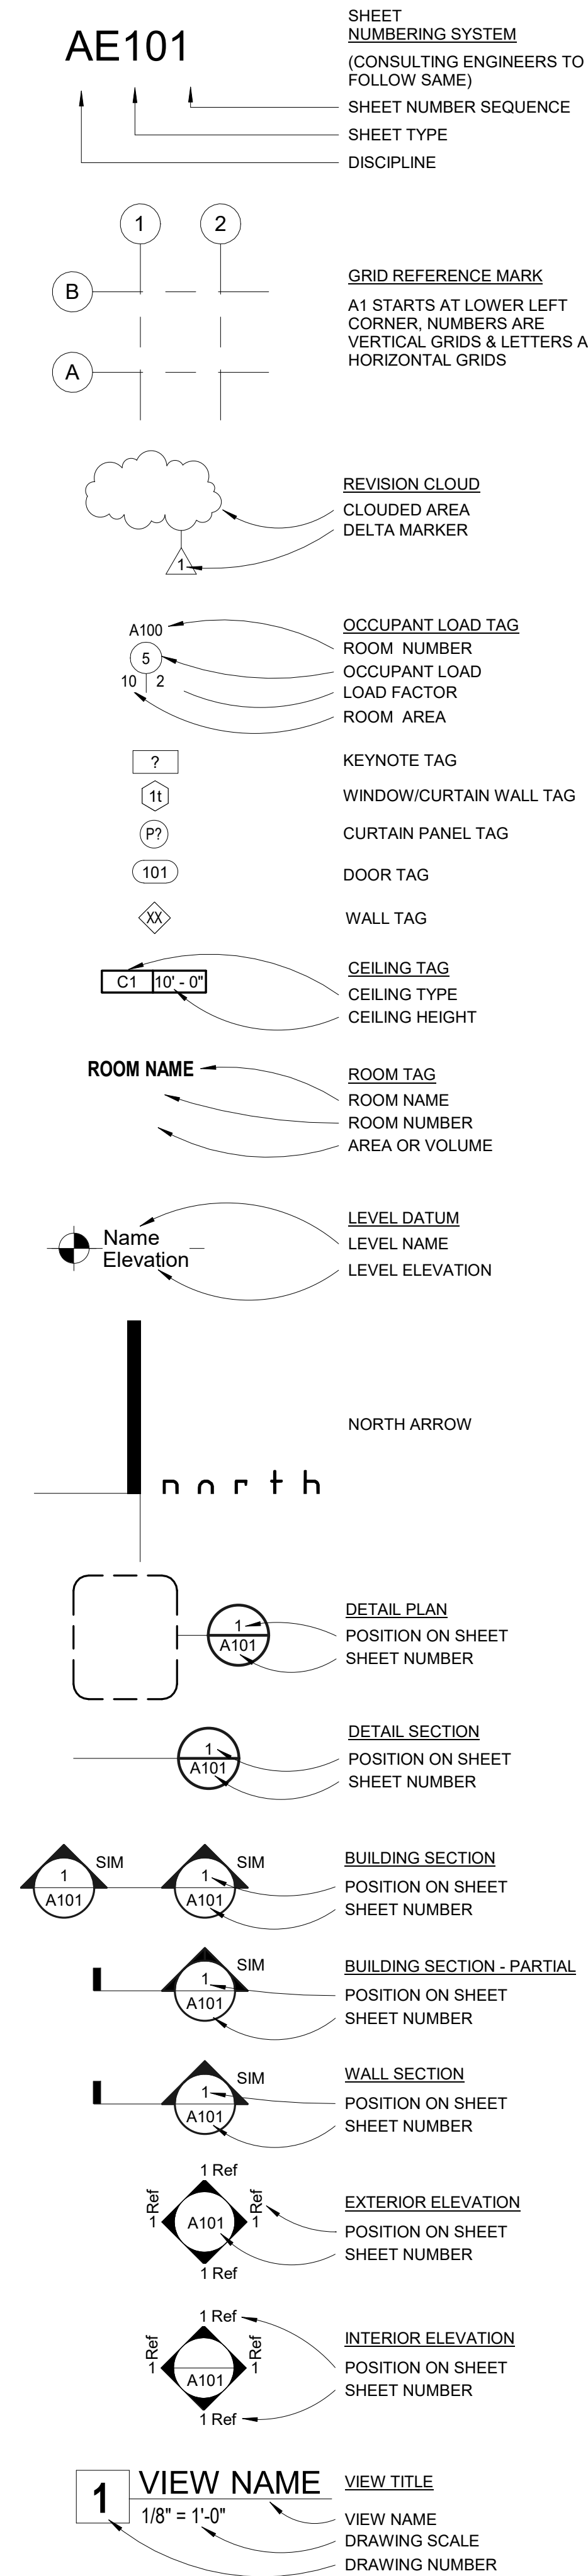 AE101
SHEET
NUMBERING SYSTEM
(CONSULTING ENGINEERS TO
FOLLOW SAME)
SHEET NUMBER SEQUENCE
SHEET TYPE
DISCIPLINE
1 2
B
A
GRID REFERENCE MARK
A1 STARTS AT LOWER LEFT
CORNER, NUMBERS ARE
VERTICAL GRIDS & LETTERS A
HORIZONTAL GRIDS
1
REVISION CLOUD
CLOUDED AREA
DELTA MARKER
A100
5
10 2
OCCUPANT LOAD TAG
ROOM NUMBER
OCCUPANT LOAD
LOAD FACTOR
ROOM AREA
? KEYNOTE TAG
1t WINDOW/CURTAIN WALL TAG
P? CURTAIN PANEL TAG
101 DOOR TAG
XX WALL TAG
C1 10' - 0"
CEILING TAG
CEILING TYPE
CEILING HEIGHT
ROOM NAME
ROOM TAG
ROOM NAME
ROOM NUMBER
AREA OR VOLUME
Name
Elevation
LEVEL DATUM
LEVEL NAME
LEVEL ELEVATION
north
NORTH ARROW
1
A101
DETAIL PLAN
POSITION ON SHEET
SHEET NUMBER
1
A101
DETAIL SECTION
POSITION ON SHEET
SHEET NUMBER
1 SIM
A101
1 SIM
A101
BUILDING SECTION
POSITION ON SHEET
SHEET NUMBER
1 SIM
A101
BUILDING SECTION - PARTIAL
POSITION ON SHEET
SHEET NUMBER
1 SIM
A101
WALL SECTION
POSITION ON SHEET
SHEET NUMBER
1 Ref
1 Ref
A101
1 Ref
1 Ref
EXTERIOR ELEVATION
POSITION ON SHEET
SHEET NUMBER
1 Ref
1 Ref
A101
1 Ref
1 Ref
INTERIOR ELEVATION
POSITION ON SHEET
SHEET NUMBER
1 VIEW NAME
1/8" = 1'-0"
VIEW TITLE
VIEW NAME
DRAWING SCALE
DRAWING NUMBER